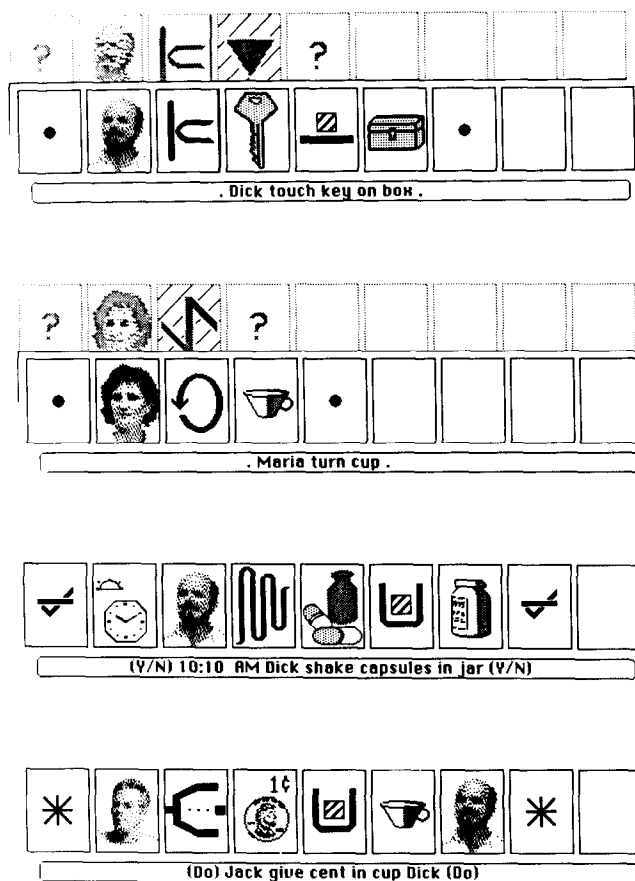 ? ?
. Dick touch key on box .
? ?
. Maria turn cup .
(Y/N) 10:10 AM Dick shake capsules in jar (Y/N)
1¢
(Do) Jack give cent in cup Dick (Do)